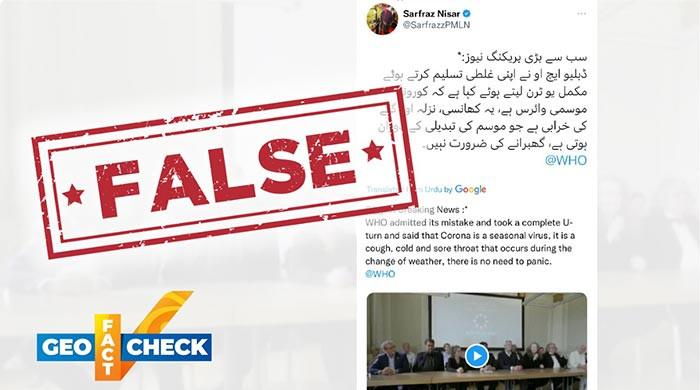 Sarfraz Nisar
@SarfrazzPMLN
سب سے بڑی بریکنگ نیوز:*
ڈبلیو ایچ او نے اپنی غلطی تسلیم کرتے ہوئے
مکمل یو ٹرن لیتے ہوئے کہا ہے کہ
موسمی وائرس ہے، یہ کھانسی، نزلہ
کی خرابی ہے جو موسم کی تبدیلی کے
ہوتی ہے، گھبرانے کی ضرورت نہیں۔
@WHO
FALSE
Urdu by Google
Breaking News :*
WHO admitted its mistake and took a complete U-
turn and said that Corona is a seasonal virus, it is a
cough, cold and sore throat that occurs during the
change of weather, there is no need to panic.
@WHO
GEO FACT CHECK